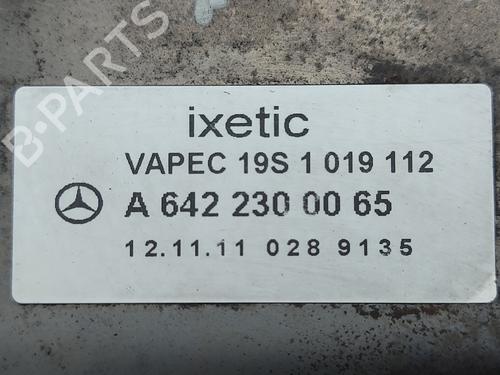 B-PARTS
ixetic
VAPEC 19S 1 019 112
A 642 230 00 65
12.11.11 028 9135